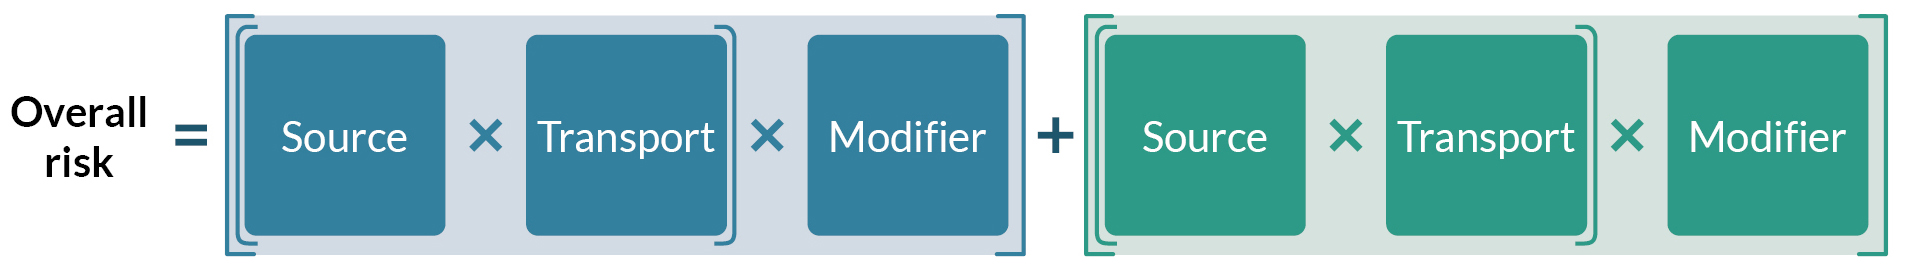 Overall
risk
= [(Source × Transport) × Modifier] + [(Source × Transport) × Modifier]